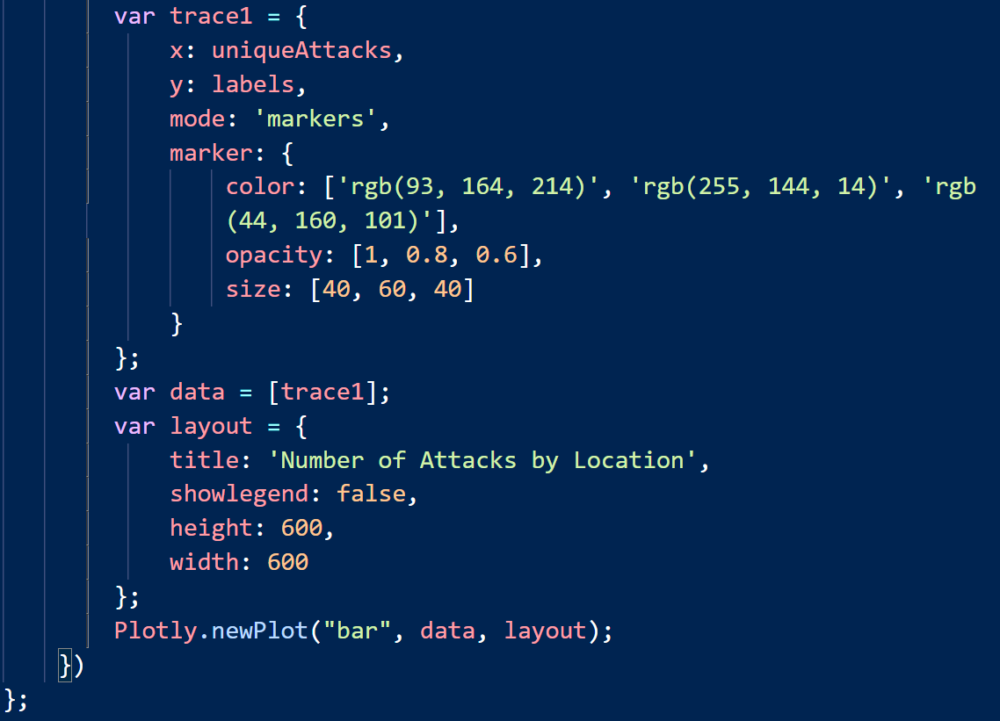 var trace1 = {
x: uniqueAttacks,
y: labels,
mode: 'markers',
marker: {
color: ['rgb(93, 164, 214)', 'rgb(255, 144, 14)', 'rgb
(44, 160, 101)'],
opacity: [1, 0.8, 0.6],
size: [40, 60, 40]
}
};
var data = [trace1];
var layout = {
title: 'Number of Attacks by Location',
showlegend: false,
height: 600,
width: 600
};
Plotly.newPlot("bar", data, layout);
})
};